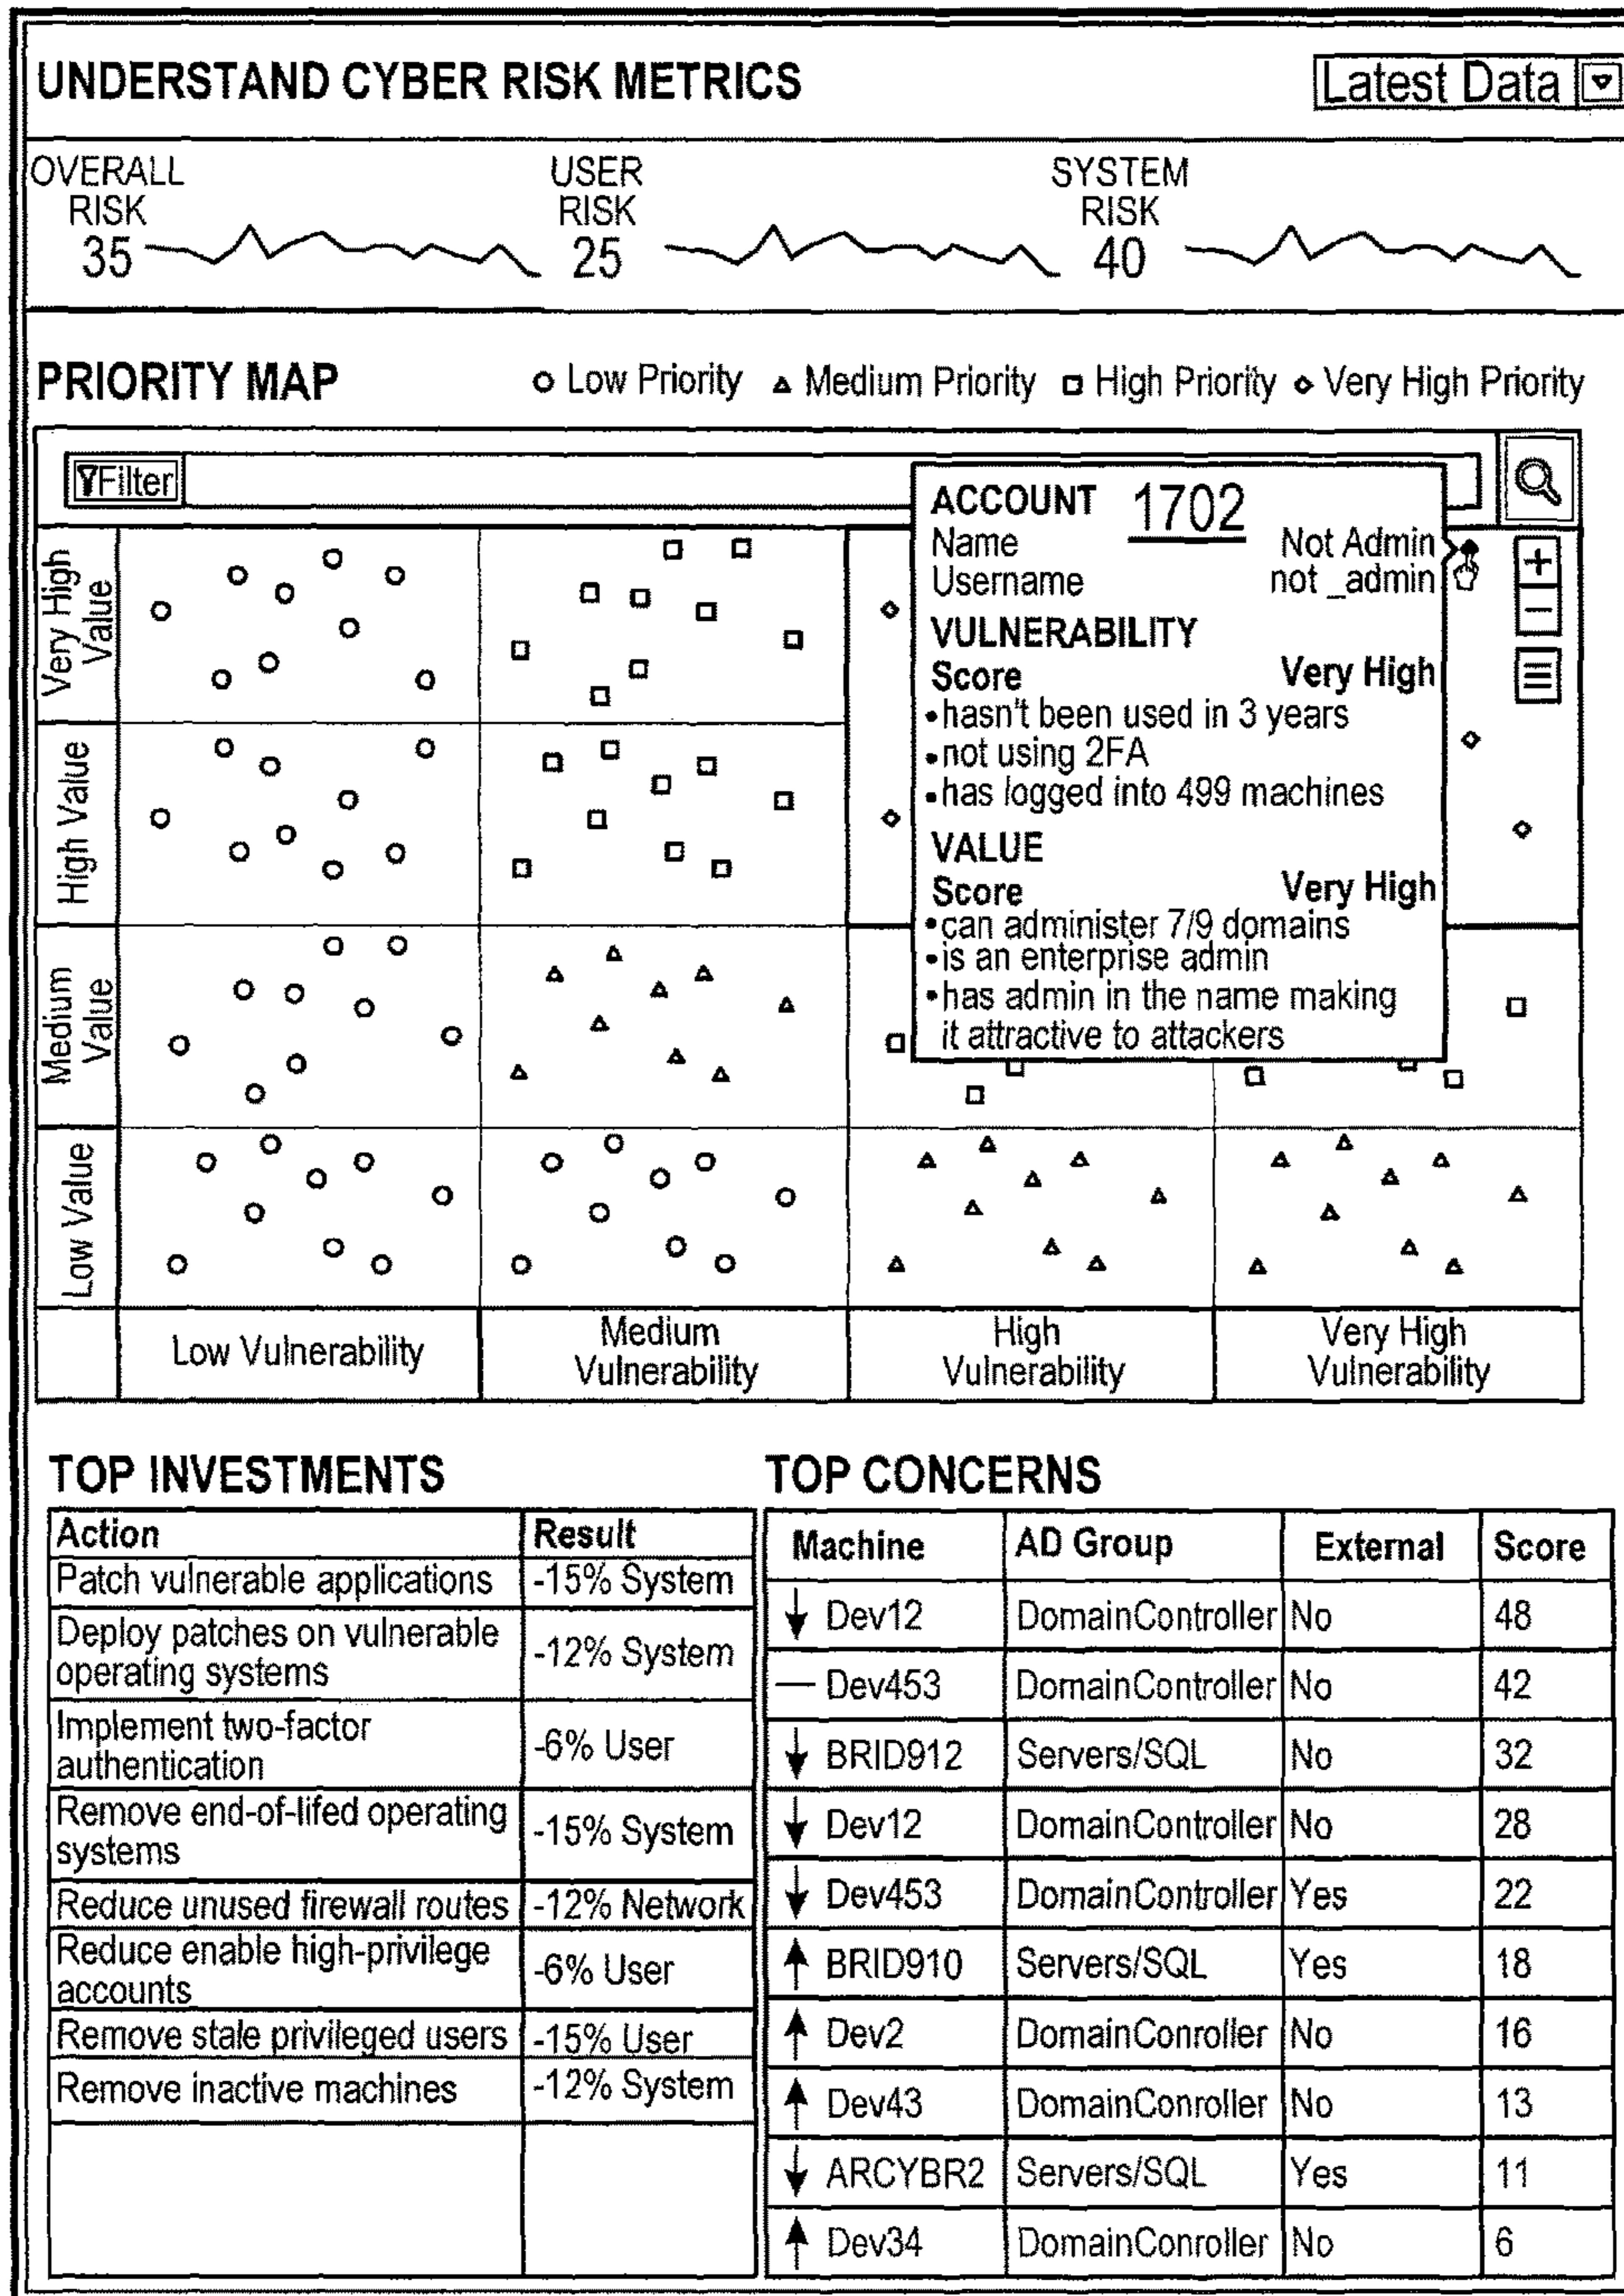 UNDERSTAND CYBER RISK METRICS
Latest Data
OVERALL
RISK
35
USER
RISK
25
SYSTEM
RISK
40
PRIORITY MAP
Low Priority
Medium Priority
High Priority
Very High Priority
Filter
ACCOUNT 1702
Name Not Admin
Username not _admin
VULNERABILITY
Score Very High
•hasn't been used in 3 years
•not using 2FA
•has logged into 499 machines
VALUE
Score Very High
•can administer 7/9 domains
•is an enterprise admin
•has admin in the name making
it attractive to attackers
Very High
Value
High Value
Medium
Value
Low Value
Low Vulnerability
Medium
Vulnerability
High
Vulnerability
Very High
Vulnerability
TOP INVESTMENTS
Action Result
Patch vulnerable applications -15% System
Deploy patches on vulnerable
operating systems -12% System
Implement two-factor
authentication -6% User
Remove end-of-lifed operating
systems -15% System
Reduce unused firewall routes -12% Network
Reduce enable high-privilege
accounts -6% User
Remove stale privileged users -15% User
Remove inactive machines -12% System
TOP CONCERNS
Machine AD Group External Score
↓ Dev12 DomainController No 48
— Dev453 DomainController No 42
↓ BRID912 Servers/SQL No 32
↓ Dev12 DomainController No 28
↓ Dev453 DomainController Yes 22
↑ BRID910 Servers/SQL Yes 18
↑ Dev2 DomainConroller No 16
↑ Dev43 DomainConroller No 13
↓ ARCYBR2 Servers/SQL Yes 11
↑ Dev34 DomainConroller No 6